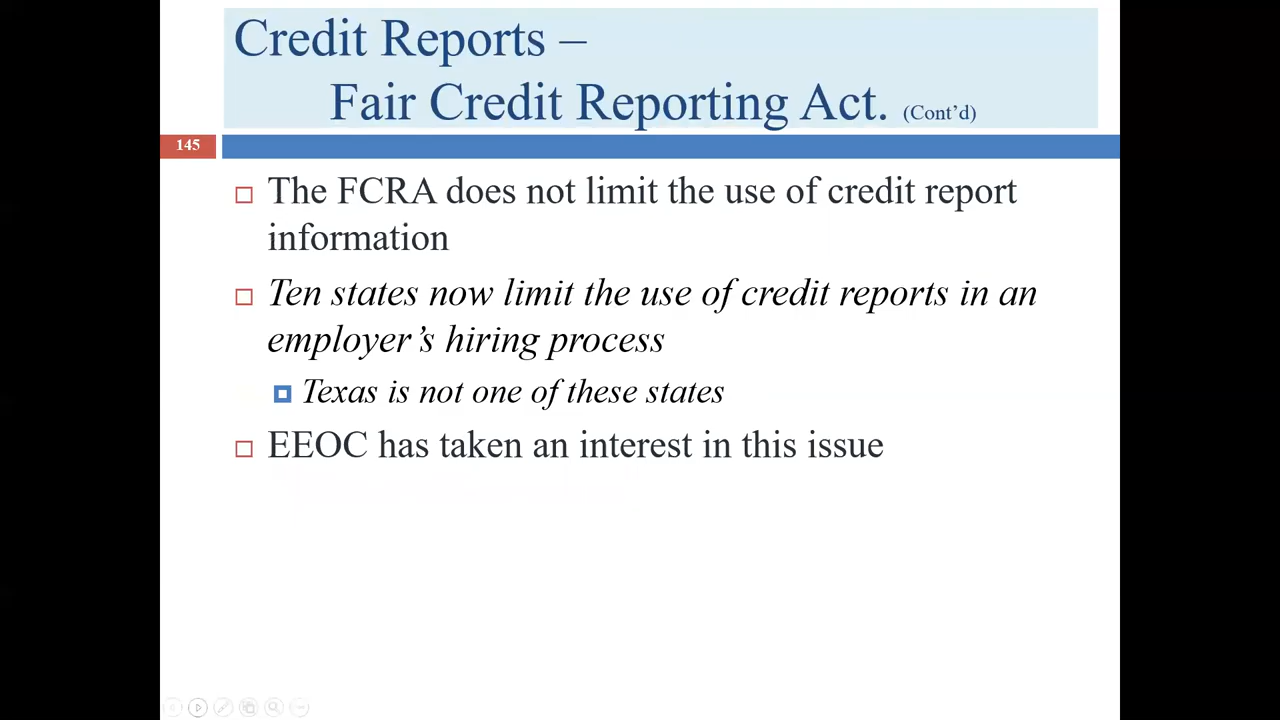 Credit Reports –
Fair Credit Reporting Act. (Cont’d)
145
The FCRA does not limit the use of credit report
information
Ten states now limit the use of credit reports in an
employer’s hiring process
Texas is not one of these states
EEOC has taken an interest in this issue